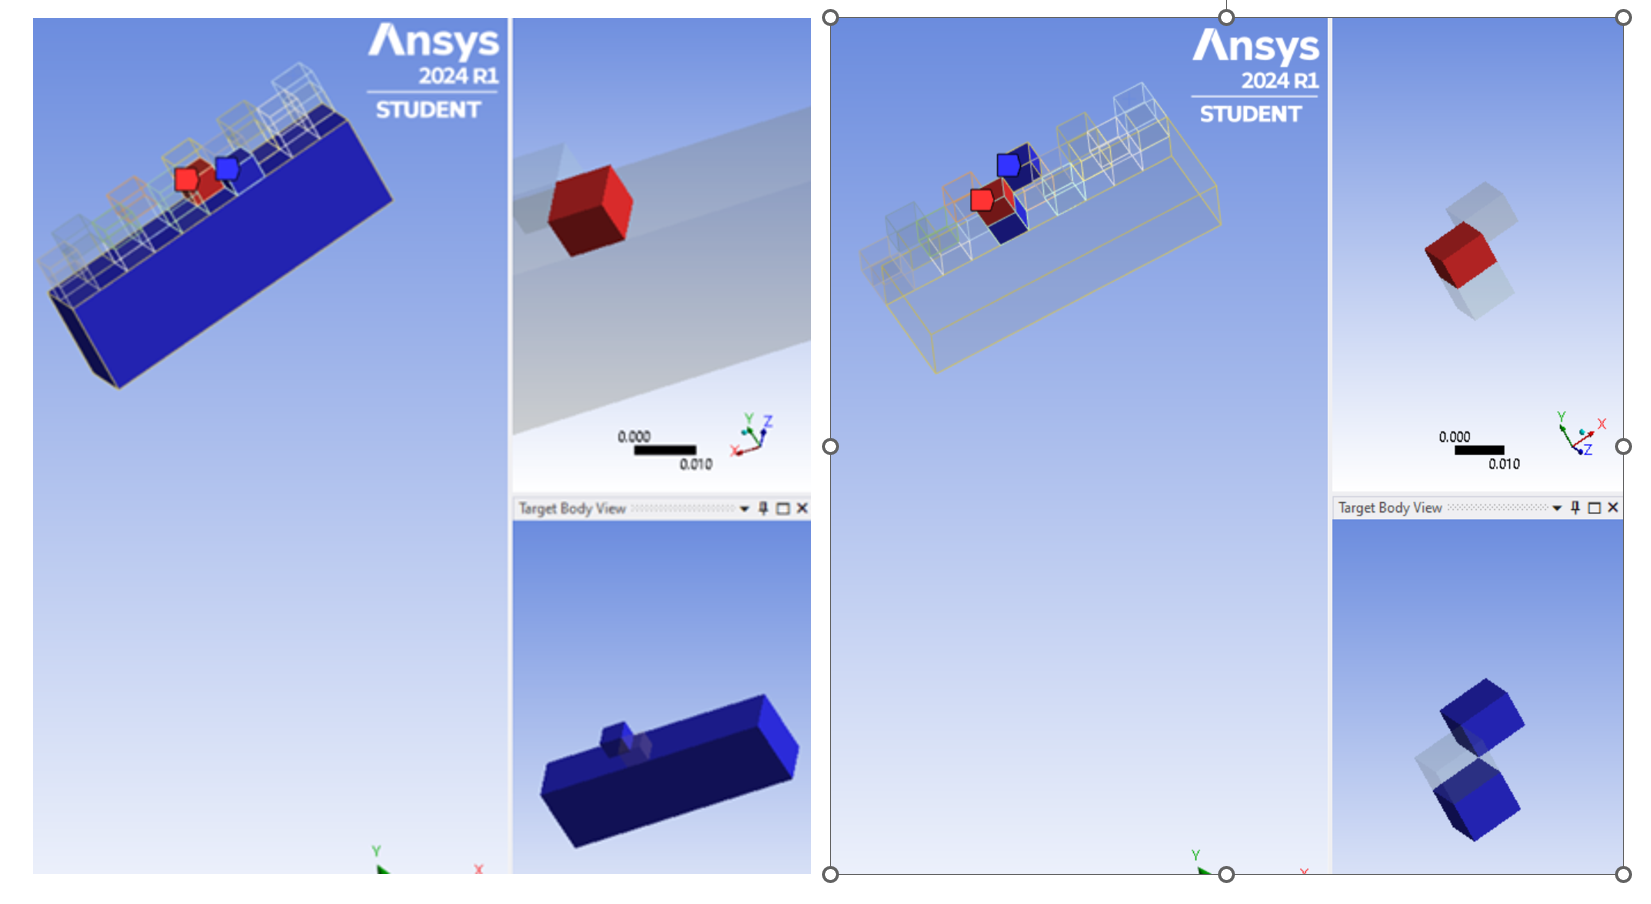 Ansys
2024 R1
STUDENT
0.000
0.010
Y
Z
X
Target Body View
Y
X
Ansys
2024 R1
STUDENT
0.000
0.010
Y
X
Z
Target Body View
Y
X